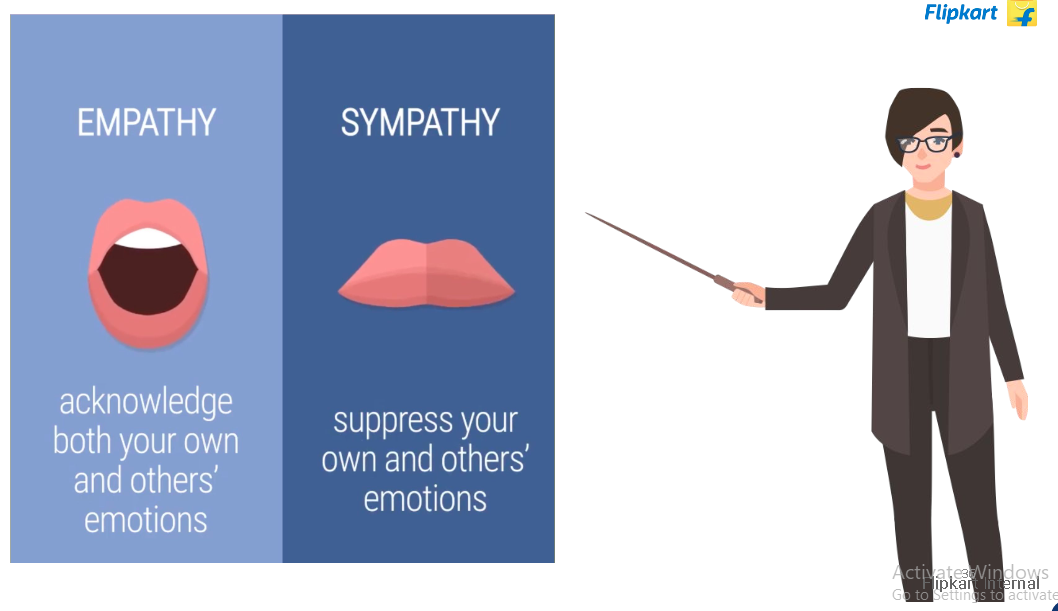 Flipkart
EMPATHY
SYMPATHY
acknowledge
both your own
and others’
emotions
suppress your
own and others’
emotions
Activate Windows
Flipkart Internal
Go to Settings to activate